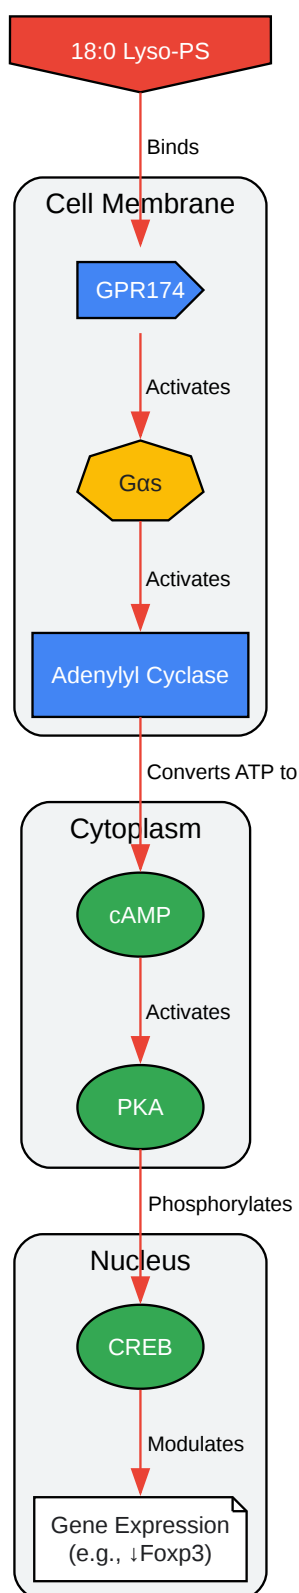 18:0 Lyso-PS
Binds
Cell Membrane
GPR174
Activates
Gαs
Activates
Adenylyl Cyclase
Converts ATP to
Cytoplasm
cAMP
Activates
PKA
Phosphorylates
Nucleus
CREB
Modulates
Gene Expression
(e.g., ↓Foxp3)